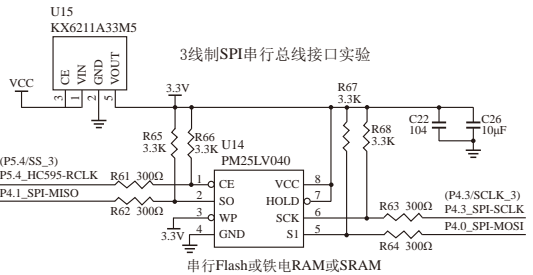 U15
KX6211A33M5
3线制SPI串行总线接口实验
CE
VIN
GND
VOUT
VCC
3
1
2
5
3.3V
R67
3.3K
R65
3.3K
R66
3.3K
R68
3.3K
C22
104
C26
10μF
U14
PM25LV040
(P5.4/SS_3)
P5.4_HC595-RCLK
R61 300Ω
1 CE
VCC 8
P4.1_SPI-MISO
R62 300Ω
2 SO
HOLD 7
3 WP
SCK 6
R63 300Ω
(P4.3/SCLK_3)
P4.3_SPI-SCLK
3.3V
4 GND
S1 5
R64 300Ω
P4.0_SPI-MOSI
串行Flash或铁电RAM或SRAM